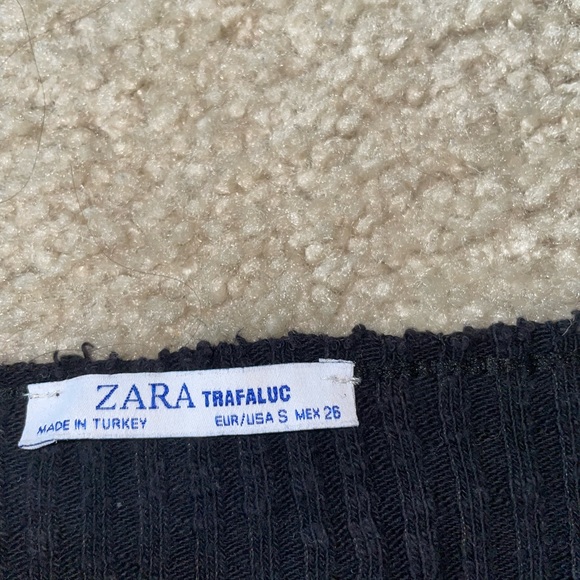 ZARA TRAFALUC
MADE IN TURKEY EUR/USA S MEX 26